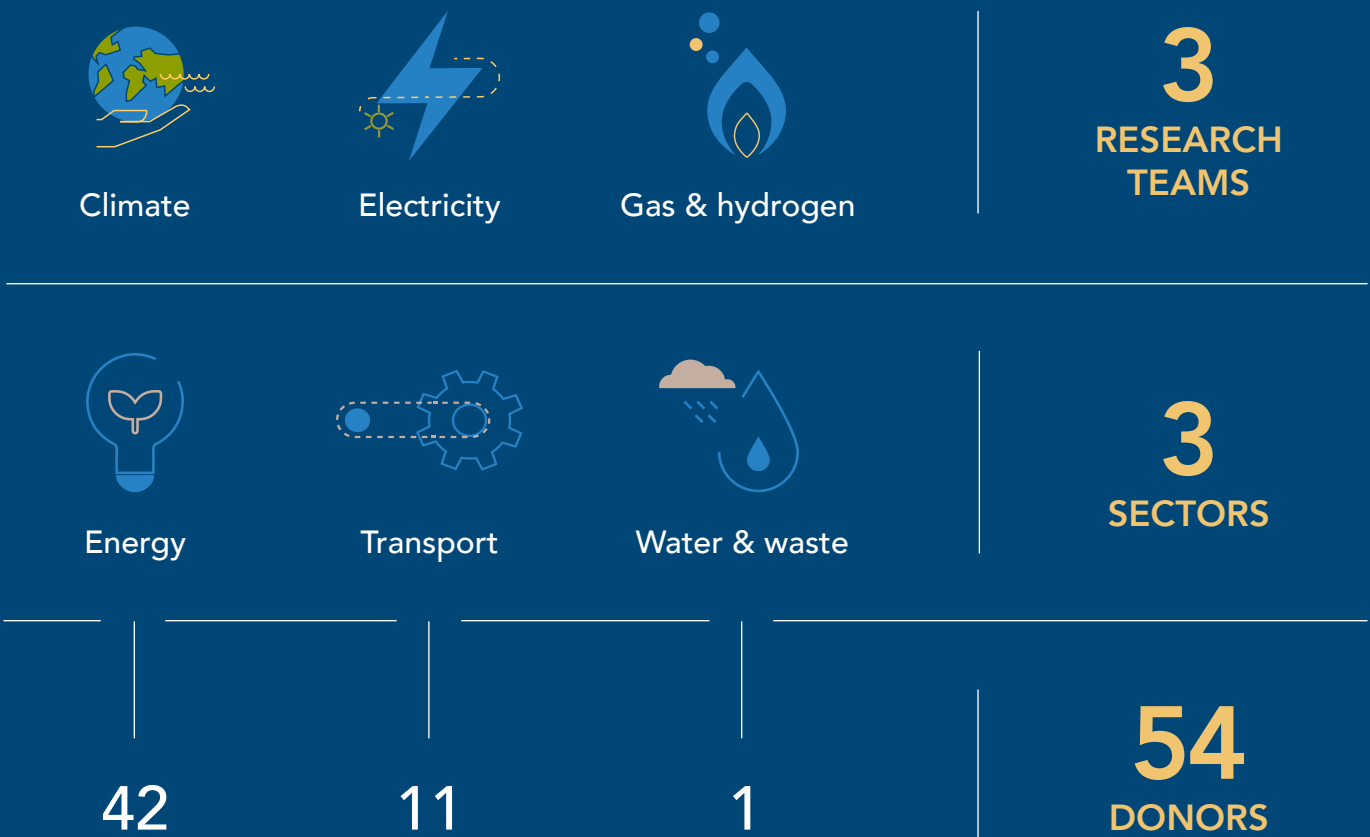 3
RESEARCH
TEAMS
Climate
Electricity
Gas & hydrogen
3
SECTORS
Energy
Transport
Water & waste
42
11
1
54
DONORS